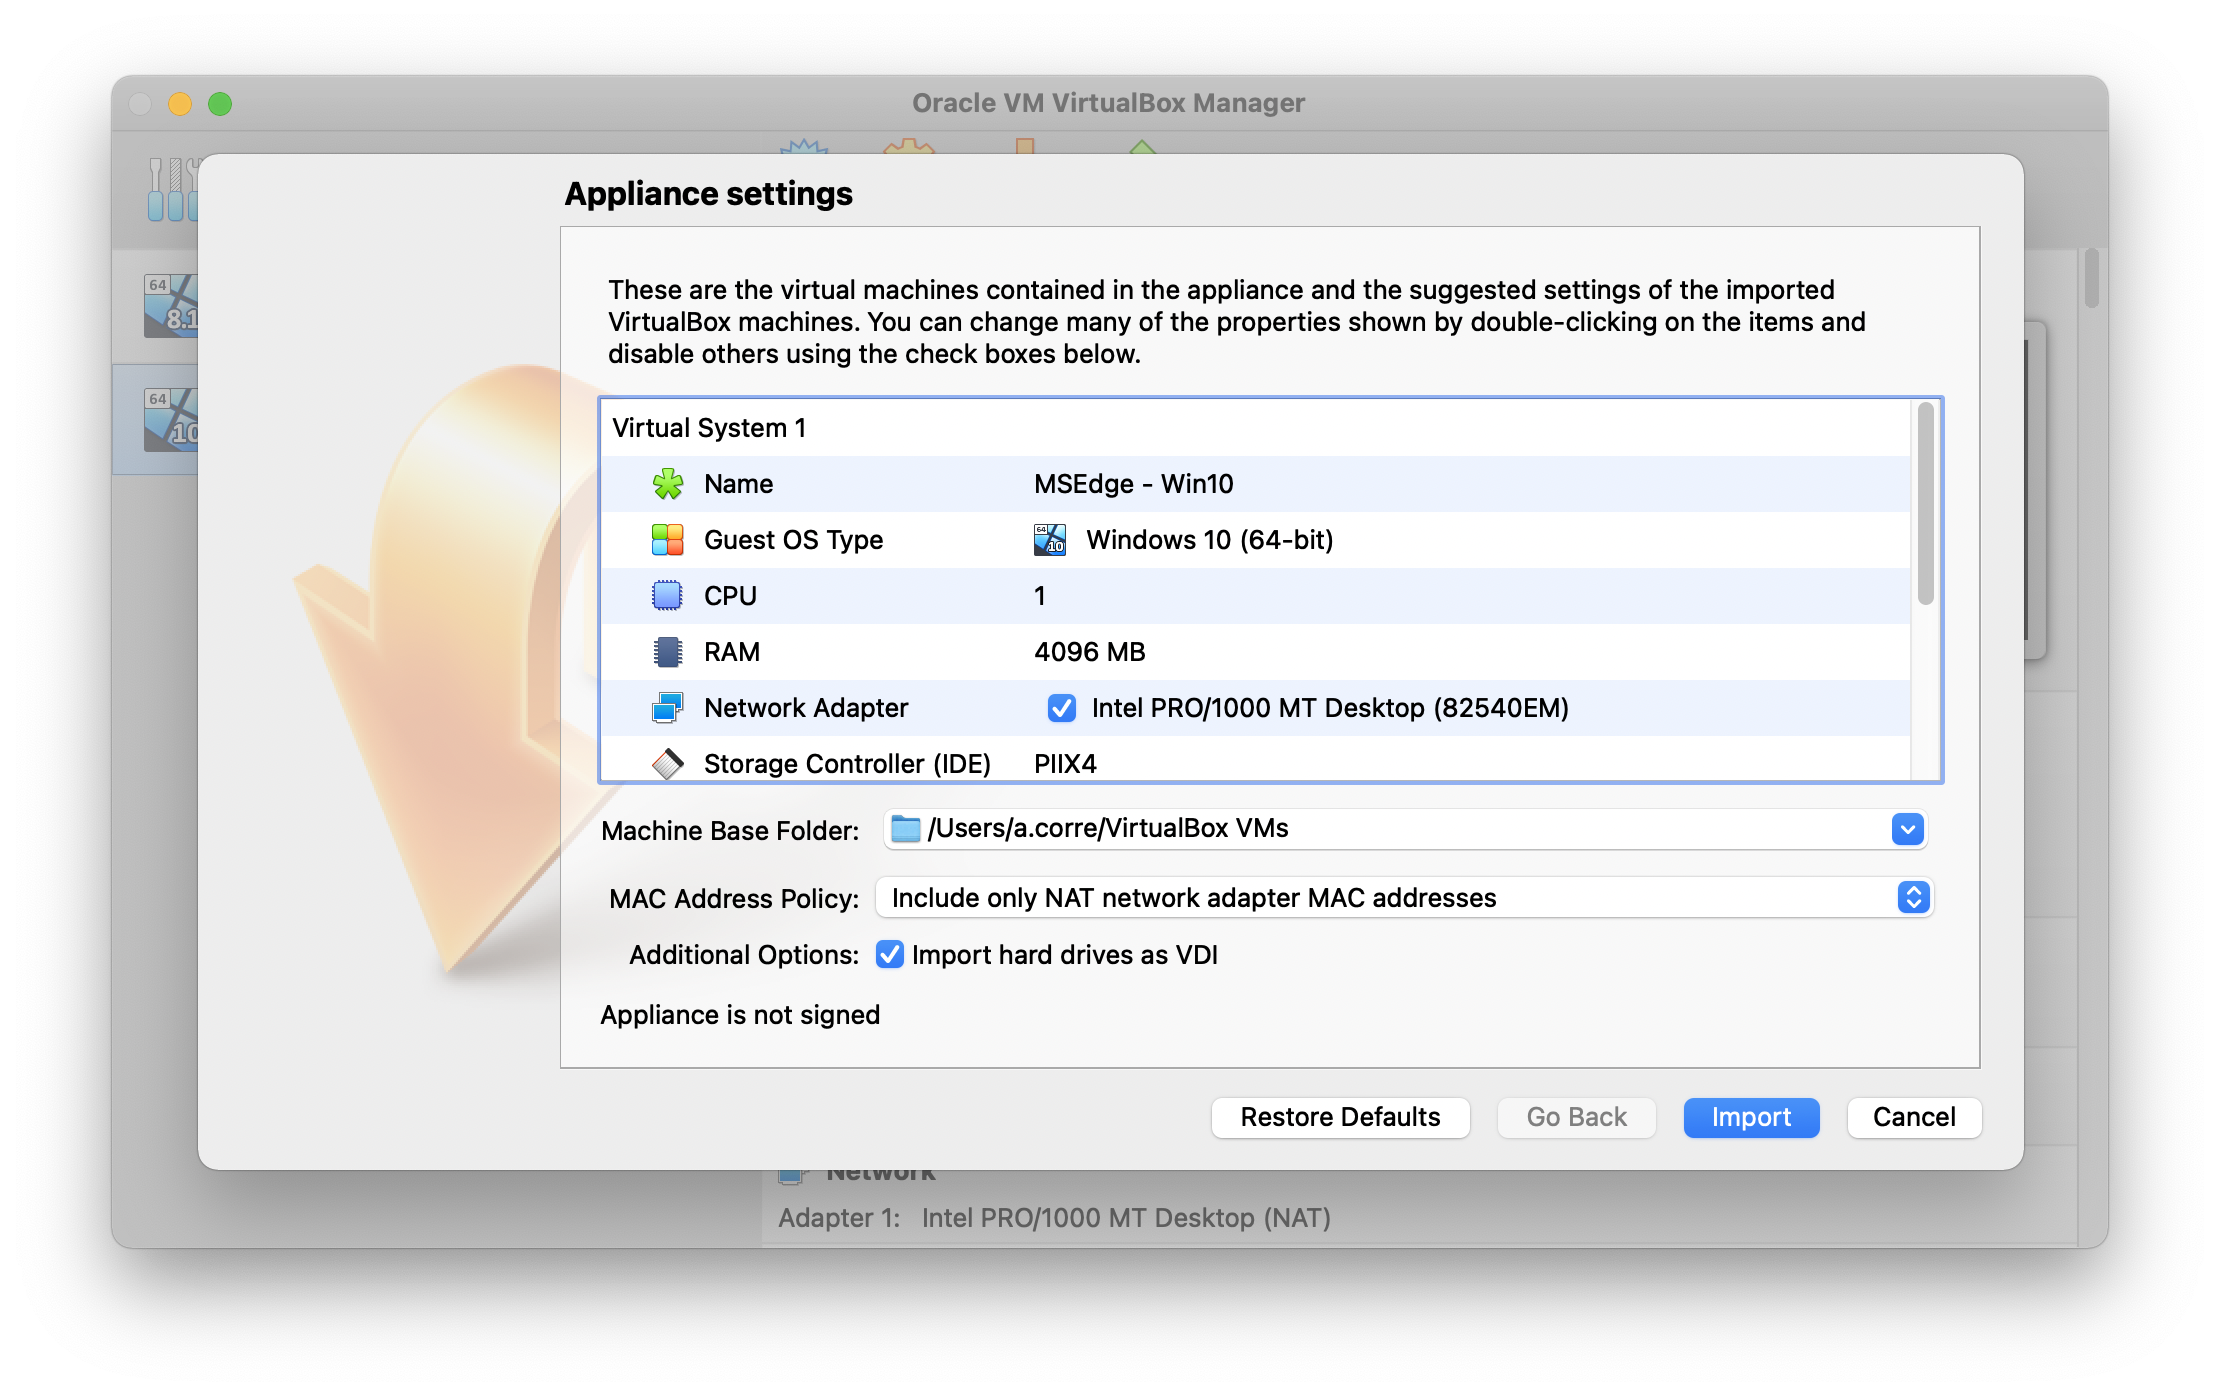 Oracle VM VirtualBox Manager
Appliance settings
These are the virtual machines contained in the appliance and the suggested settings of the imported
VirtualBox machines. You can change many of the properties shown by double-clicking on the items and
disable others using the check boxes below.
64
8.1
64
10
Virtual System 1
Name MSEdge - Win10
Guest OS Type 64 10 Windows 10 (64-bit)
CPU 1
RAM 4096 MB
Network Adapter Intel PRO/1000 MT Desktop (82540EM)
Storage Controller (IDE) PIIX4
Machine Base Folder: /Users/a.corre/VirtualBox VMs
MAC Address Policy: Include only NAT network adapter MAC addresses
Additional Options: Import hard drives as VDI
Appliance is not signed
Restore Defaults Go Back Import Cancel
Network
Adapter 1: Intel PRO/1000 MT Desktop (NAT)